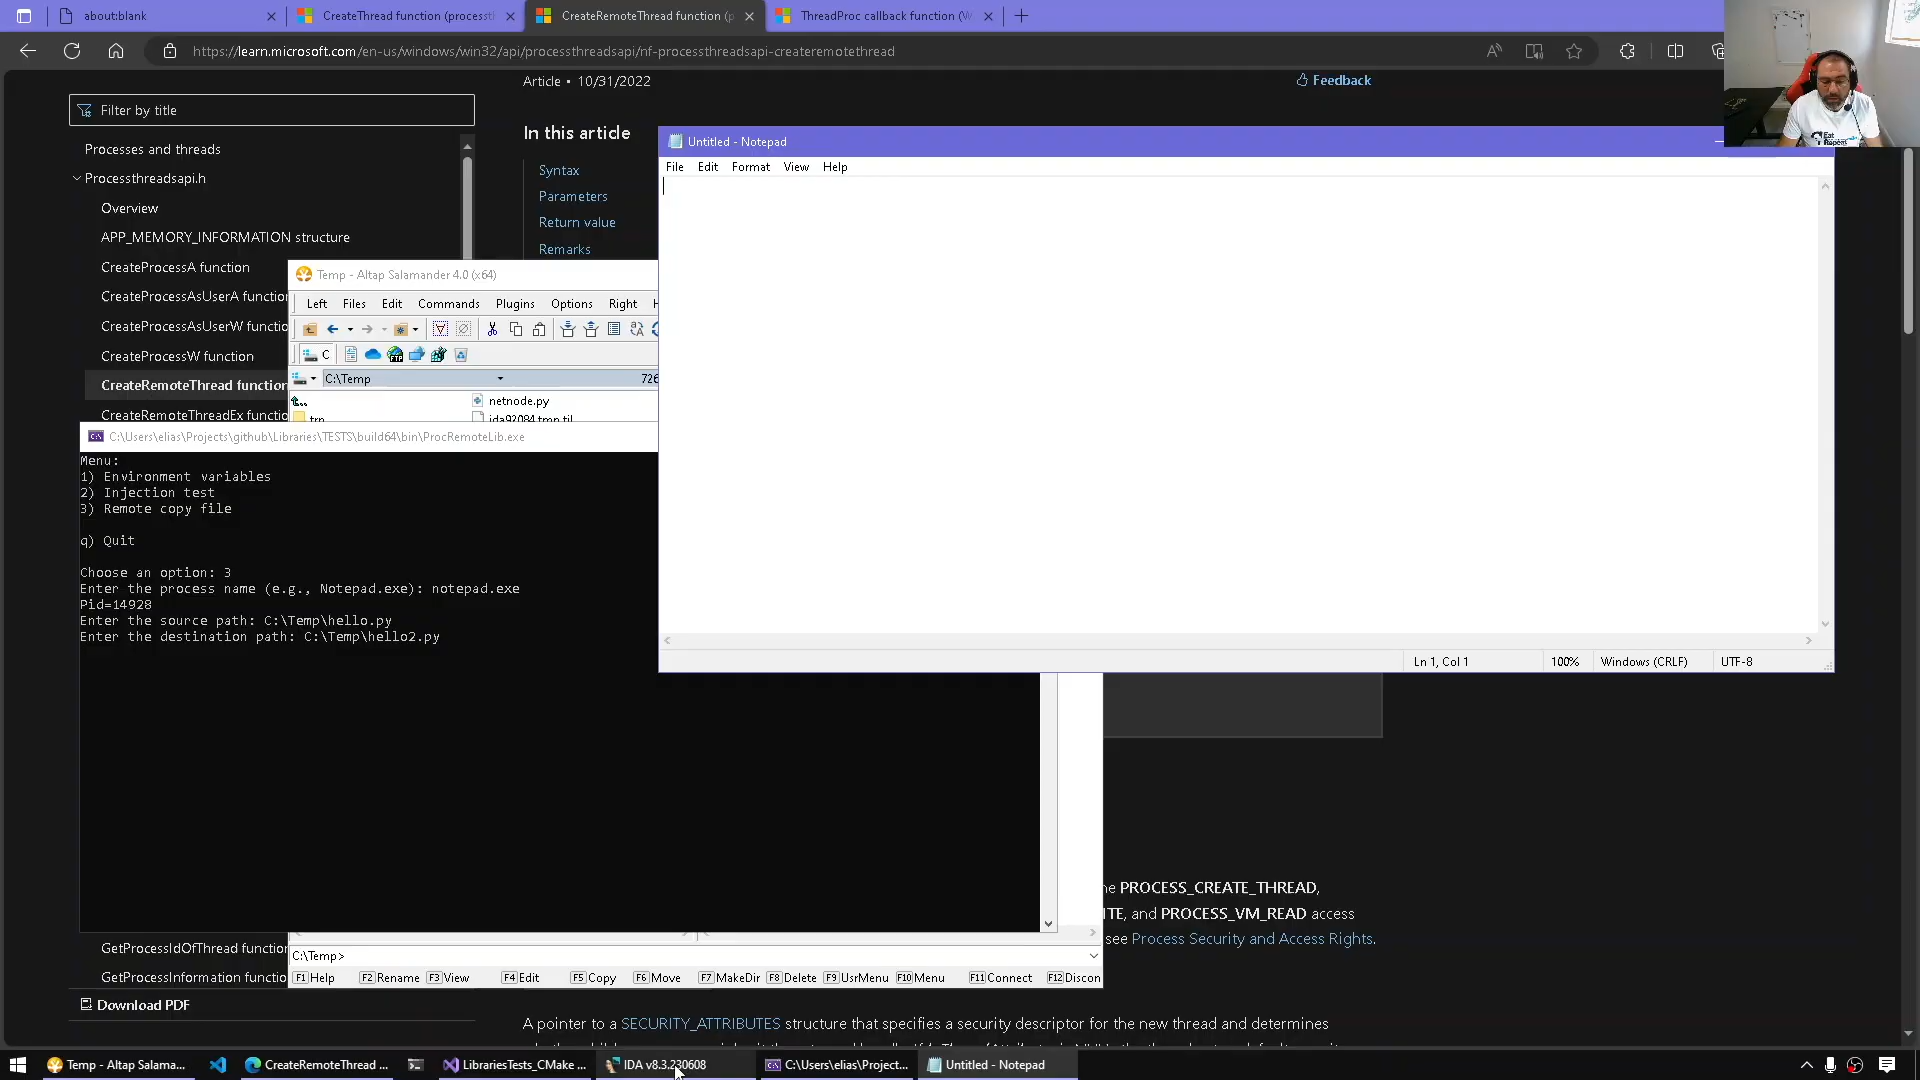 about:blank
CreateThread function (processt
CreateRemoteThread function (p
ThreadProc callback function (W
https://learn.microsoft.com/en-us/windows/win32/api/processthreadsapi/nf-processthreadsapi-createremotethread
Article • 10/31/2022
Feedback
Filter by title
In this article
Untitled - Notepad
Processes and threads
File Edit Format View Help
Syntax
Processthreadsapi.h
Parameters
Overview
Return value
APP_MEMORY_INFORMATION structure
Remarks
CreateProcessA function
Temp - Altap Salamander 4.0 (x64)
CreateProcessAsUserA function
Left Files Edit Commands Plugins Options Right H
CreateProcessAsUserW functio
CreateProcessW function
C
CreateRemoteThread function
C:\Temp
726
netnode.py
CreateRemoteThreadEx functio
trp
ida92084.tmp.til
C:\Users\elias\Projects\github\Libraries\TESTS\build64\bin\ProcRemoteLib.exe
Menu:
1) Environment variables
2) Injection test
3) Remote copy file
q) Quit
Choose an option: 3
Enter the process name (e.g., Notepad.exe): notepad.exe
Pid=14928
Enter the source path: C:\Temp\hello.py
Enter the destination path: C:\Temp\hello2.py
Ln 1, Col 1 100% Windows (CRLF) UTF-8
he PROCESS_CREATE_THREAD,
ITE, and PROCESS_VM_READ access
see Process Security and Access Rights.
GetProcessIdOfThread function
C:\Temp>
GetProcessInformation functio
F1 Help F2 Rename F3 View F4 Edit F5 Copy F6 Move F7 MakeDir F8 Delete F9 UsrMenu F10 Menu F11 Connect F12 Discon
Download PDF
A pointer to a SECURITY_ATTRIBUTES structure that specifies a security descriptor for the new thread and determines
Temp - Altap Salama...
CreateRemoteThread ...
LibrariesTests_CMake ...
IDA v8.3.230608
C:\Users\elias\Project...
Untitled - Notepad